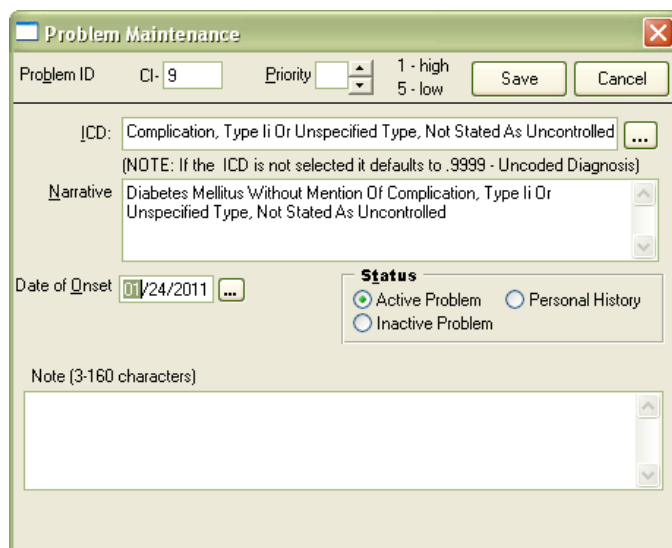 Problem Maintenance
Problem ID CI- 9 Priority 1 - high
5 - low Save Cancel
ICD: Complication, Type Ii Or Unspecified Type, Not Stated As Uncontrolled ...
(NOTE: If the ICD is not selected it defaults to .9999 - Uncoded Diagnosis)
Narrative Diabetes Mellitus Without Mention Of Complication, Type Ii Or
Unspecified Type, Not Stated As Uncontrolled
Date of Onset 01/24/2011 ...
Status
Active Problem Personal History
Inactive Problem
Note (3-160 characters)